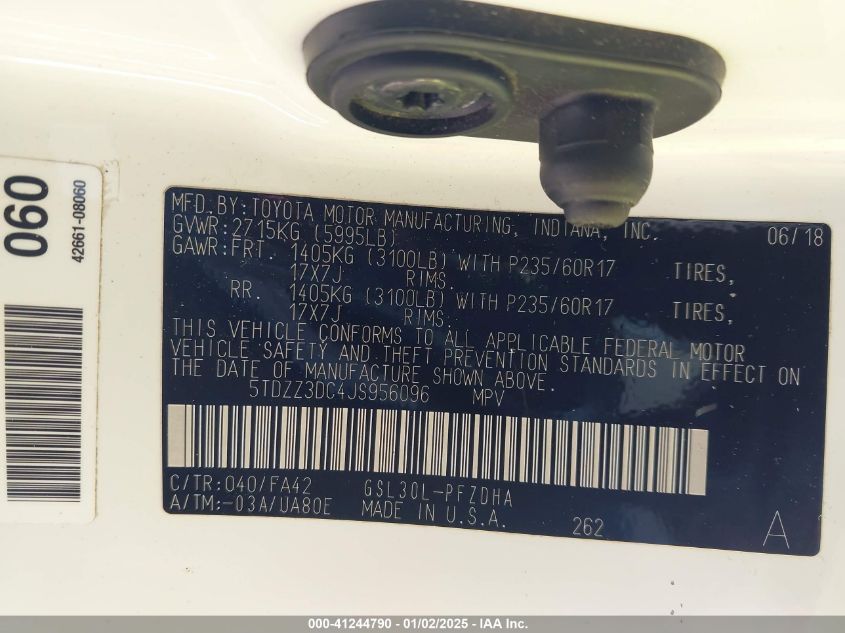 060
42661-08060
MFD.BY:TOYOTA MOTOR MANUFACTURING, INDIANA, INC. 06/18
GVWR:2715KG (5995LB)
GAWR:FRT. 1405KG (3100LB) WITH P235/60R17 TIRES,
17X7J RIMS.
RR. 1405KG (3100LB) WITH P235/60R17 TIRES,
17X7J RIMS.
THIS VEHICLE CONFORMS TO ALL APPLICABLE FEDERAL MOTOR
VEHICLE SAFETY AND THEFT PREVENTION STANDARDS IN EFFECT ON
THE DATE OF MANUFACTURE SHOWN ABOVE.
5TDZZ3DC4JS956096 MPV
C/TR:040/FA42 GSL30L-PFZDHA
A/TM:-03A/UA80E MADE IN U.S.A. 262 A
000-41244790 - 01/02/2025 - IAA Inc.